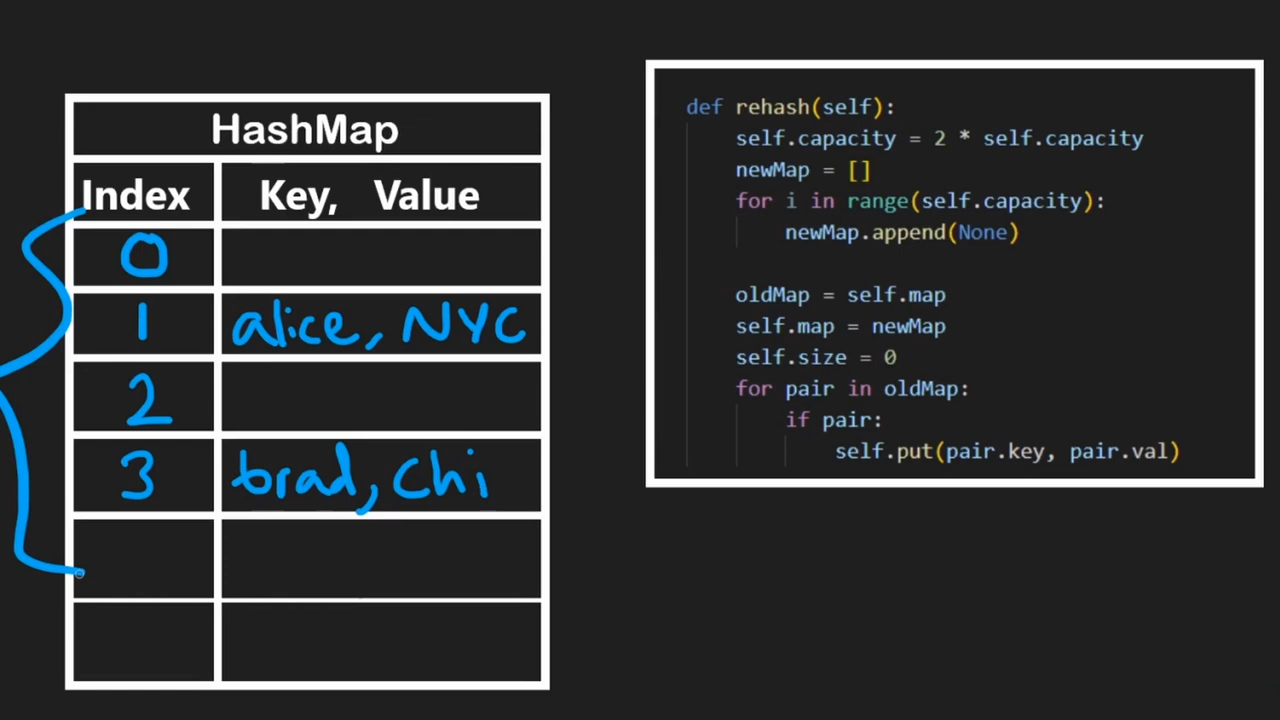 HashMap
Index Key, Value
0
1 alice, NYC
2
3 brad, Chi
def rehash(self):
self.capacity = 2 * self.capacity
newMap = []
for i in range(self.capacity):
newMap.append(None)
oldMap = self.map
self.map = newMap
self.size = 0
for pair in oldMap:
if pair:
self.put(pair.key, pair.val)